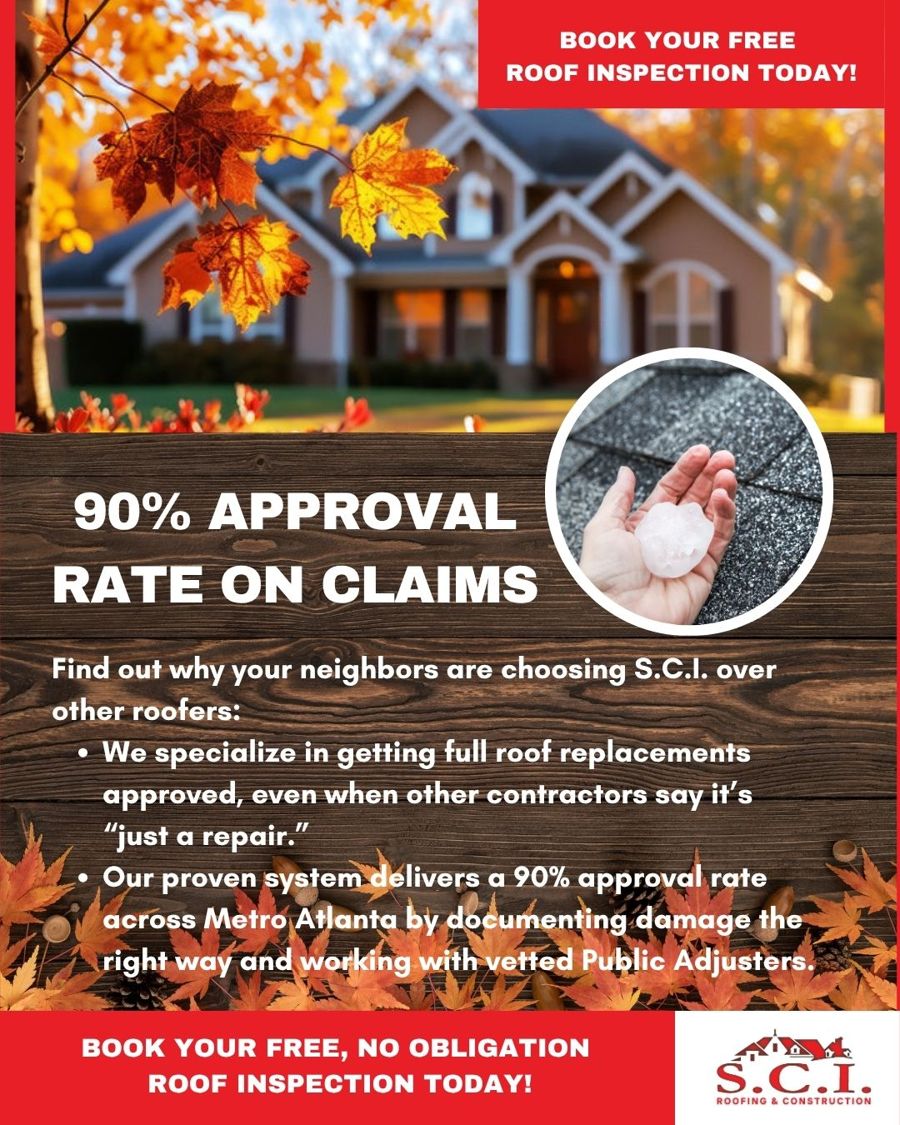 BOOK YOUR FREE
ROOF INSPECTION TODAY!
90% APPROVAL
RATE ON CLAIMS
Find out why your neighbors are choosing S.C.I. over
other roofers:
• We specialize in getting full roof replacements
approved, even when other contractors say it's
“just a repair.”
• Our proven system delivers a 90% approval rate
across Metro Atlanta by documenting damage the
right way and working with vetted Public Adjusters.
BOOK YOUR FREE, NO OBLIGATION
ROOF INSPECTION TODAY!
S.C.I.
ROOFING & CONSTRUCTION